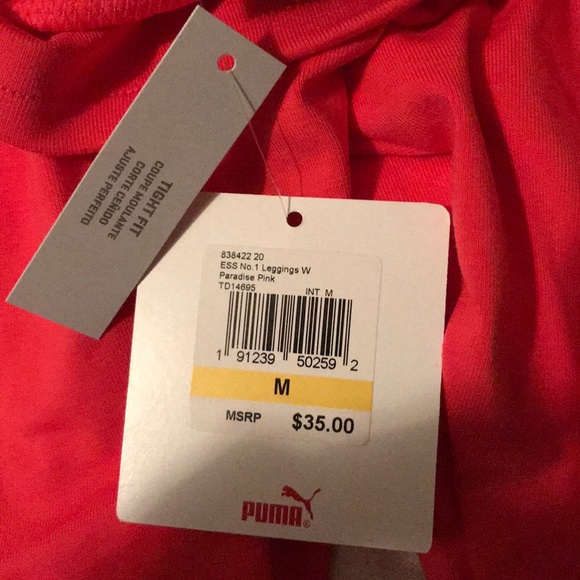 TIGHT FIT
COUPE MOULANTE
CORTE CEÑIDO
AJUSTE PERFEITO
838422 20
ESS No.1 Leggings W
Paradise Pink
TD14695 INT M
1 91239 50259 2
M
MSRP $35.00
PUMA®